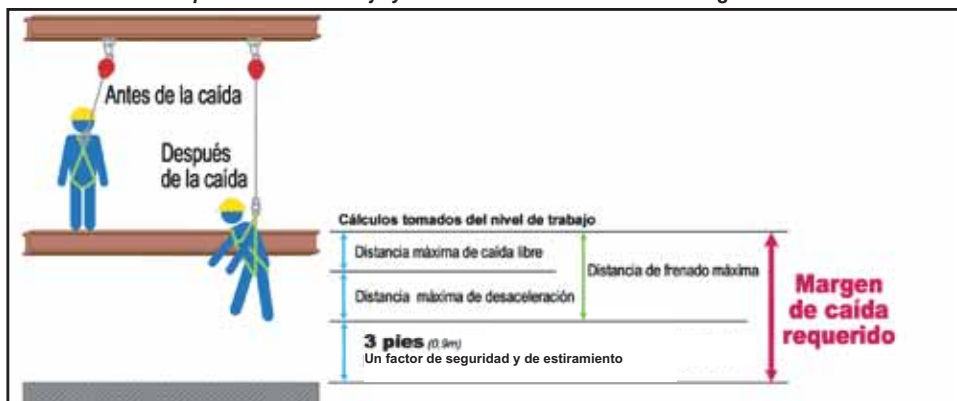 Antes de la caída
Después
de la caída
Cálculos tomados del nivel de trabajo
Distancia máxima de caída libre
Distancia de frenado máxima
Distancia máxima de desaceleración
Margen
de caída
requerido
3 pies (0,9m)
Un factor de seguridad y de estiramiento